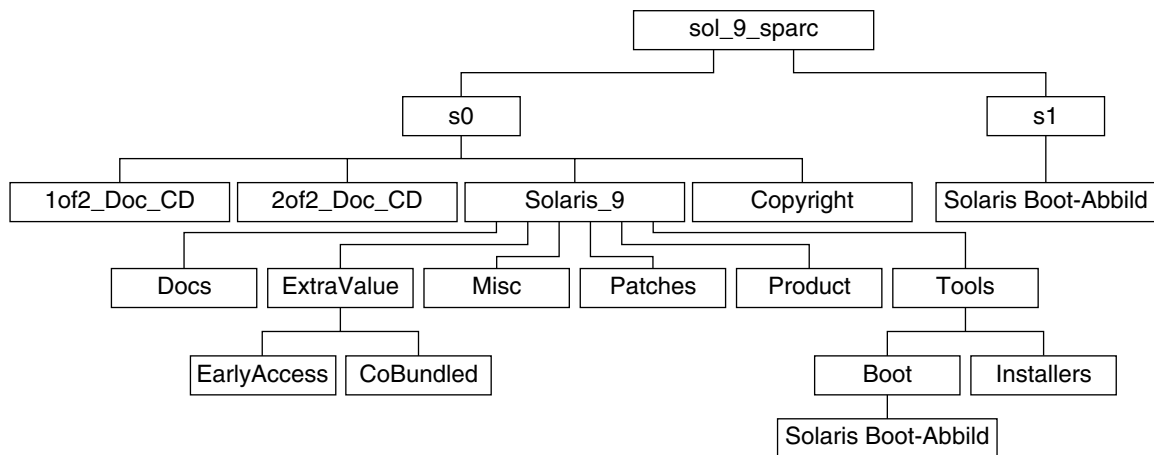 sol_9_sparc
s0
s1
1of2_Doc_CD
2of2_Doc_CD
Solaris_9
Copyright
Solaris Boot-Abbild
Docs
ExtraValue
Misc
Patches
Product
Tools
EarlyAccess
CoBundled
Boot
Installers
Solaris Boot-Abbild